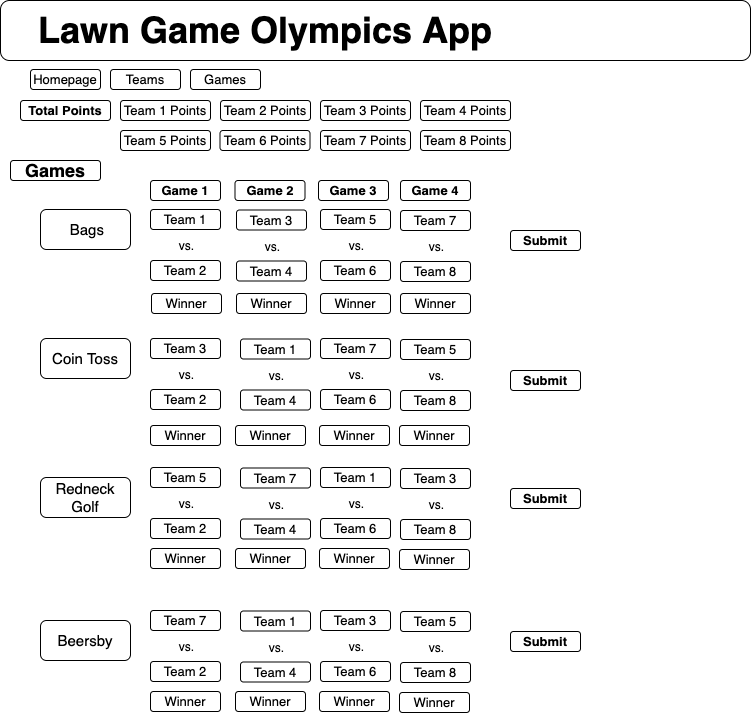 Lawn Game Olympics App
Homepage Teams Games
Total Points Team 1 Points Team 2 Points Team 3 Points Team 4 Points
Team 5 Points Team 6 Points Team 7 Points Team 8 Points
Games
Game 1 Game 2 Game 3 Game 4
Bags
Team 1 Team 3 Team 5 Team 7
vs. vs. vs. vs.
Submit
Team 2 Team 4 Team 6 Team 8
Winner Winner Winner Winner
Coin Toss
Team 3 Team 1 Team 7 Team 5
vs. vs. vs. vs.
Submit
Team 2 Team 4 Team 6 Team 8
Winner Winner Winner Winner
Redneck
Golf
Team 5 Team 7 Team 1 Team 3
vs. vs. vs. vs.
Submit
Team 2 Team 4 Team 6 Team 8
Winner Winner Winner Winner
Beersby
Team 7 Team 1 Team 3 Team 5
vs. vs. vs. vs.
Submit
Team 2 Team 4 Team 6 Team 8
Winner Winner Winner Winner